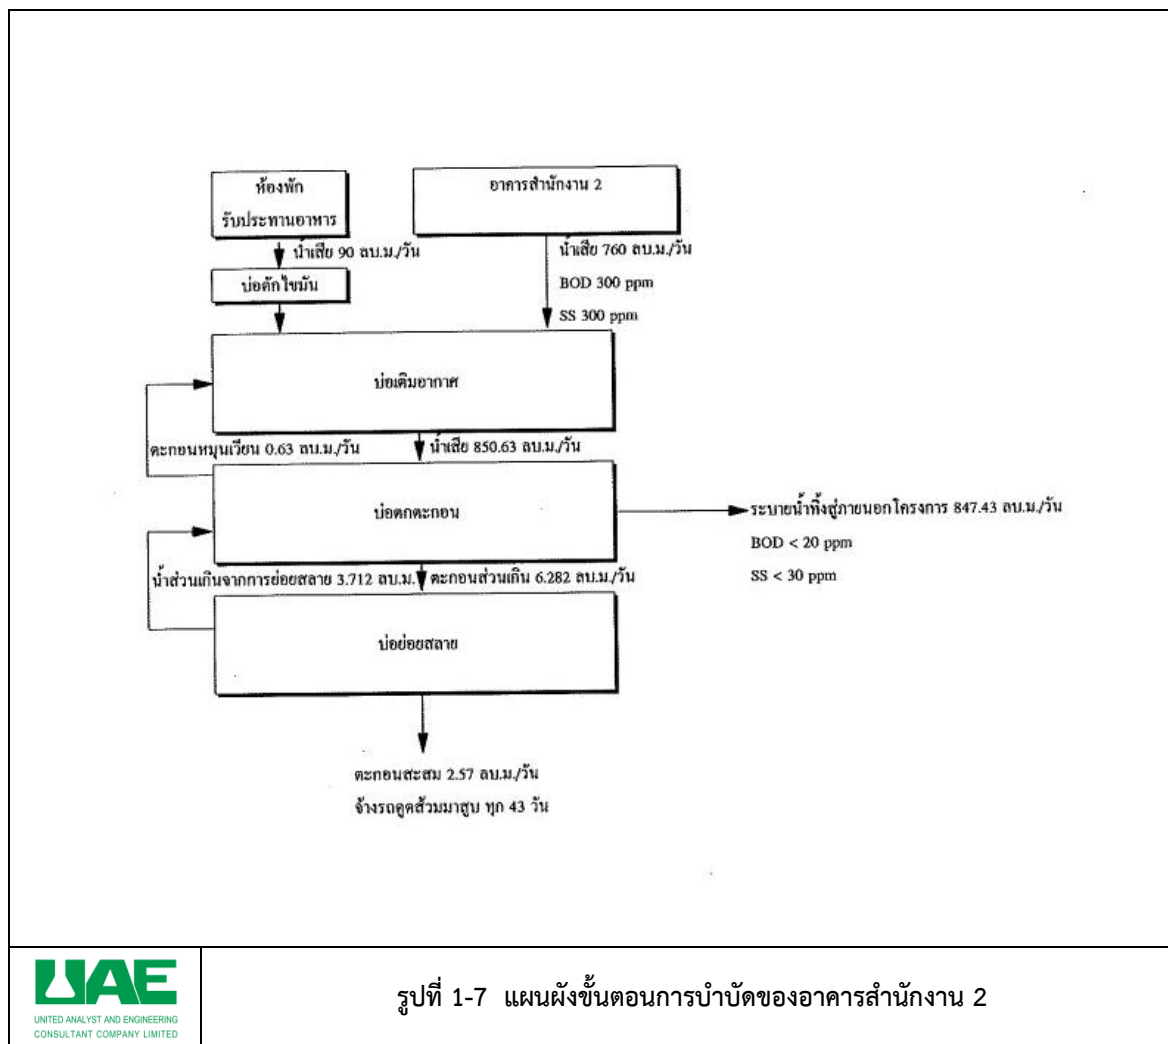 ห้องพัก
รับประทานอาหาร
อาคารสำนักงาน 2
น้ำเสีย 90 ลบ.ม./วัน
น้ำเสีย 760 ลบ.ม./วัน
BOD 300 ppm
SS 300 ppm
บ่อดักไขมัน
บ่อเติมอากาศ
ตะกอนหมุนเวียน 0.63 ลบ.ม./วัน
น้ำเสีย 850.63 ลบ.ม./วัน
บ่อตกตะกอน
ระบายน้ำทิ้งสู่ภายนอกโครงการ 847.43 ลบ.ม./วัน
BOD < 20 ppm
SS < 30 ppm
น้ำส่วนเกินจากการย่อยสลาย 3.712 ลบ.ม.
ตะกอนส่วนเกิน 6.282 ลบ.ม./วัน
บ่อย่อยสลาย
ตะกอนสะสม 2.57 ลบ.ม./วัน
จ้างรถดูดส้วมมาสูบ ทุก 43 วัน
UAE
UNITED ANALYST AND ENGINEERING
CONSULTANT COMPANY LIMITED
รูปที่ 1-7 แผนผังขั้นตอนการบำบัดของอาคารสำนักงาน 2